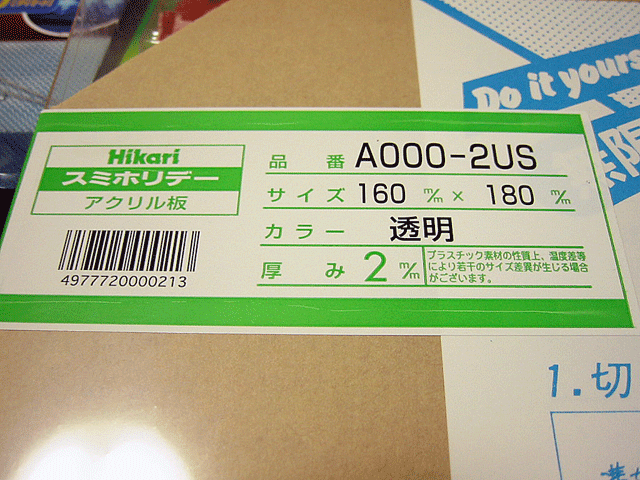 Do it yours
Hikari
スミホリデー
アクリル板
4977720000213
品 番 A000-2US
サイズ 160 m/m × 180 m/m
カラー 透明
厚 み 2 m/m
プラスチック素材の性質上、温度差等
により若干のサイズ差異が生じる場合
がございます。
1.切